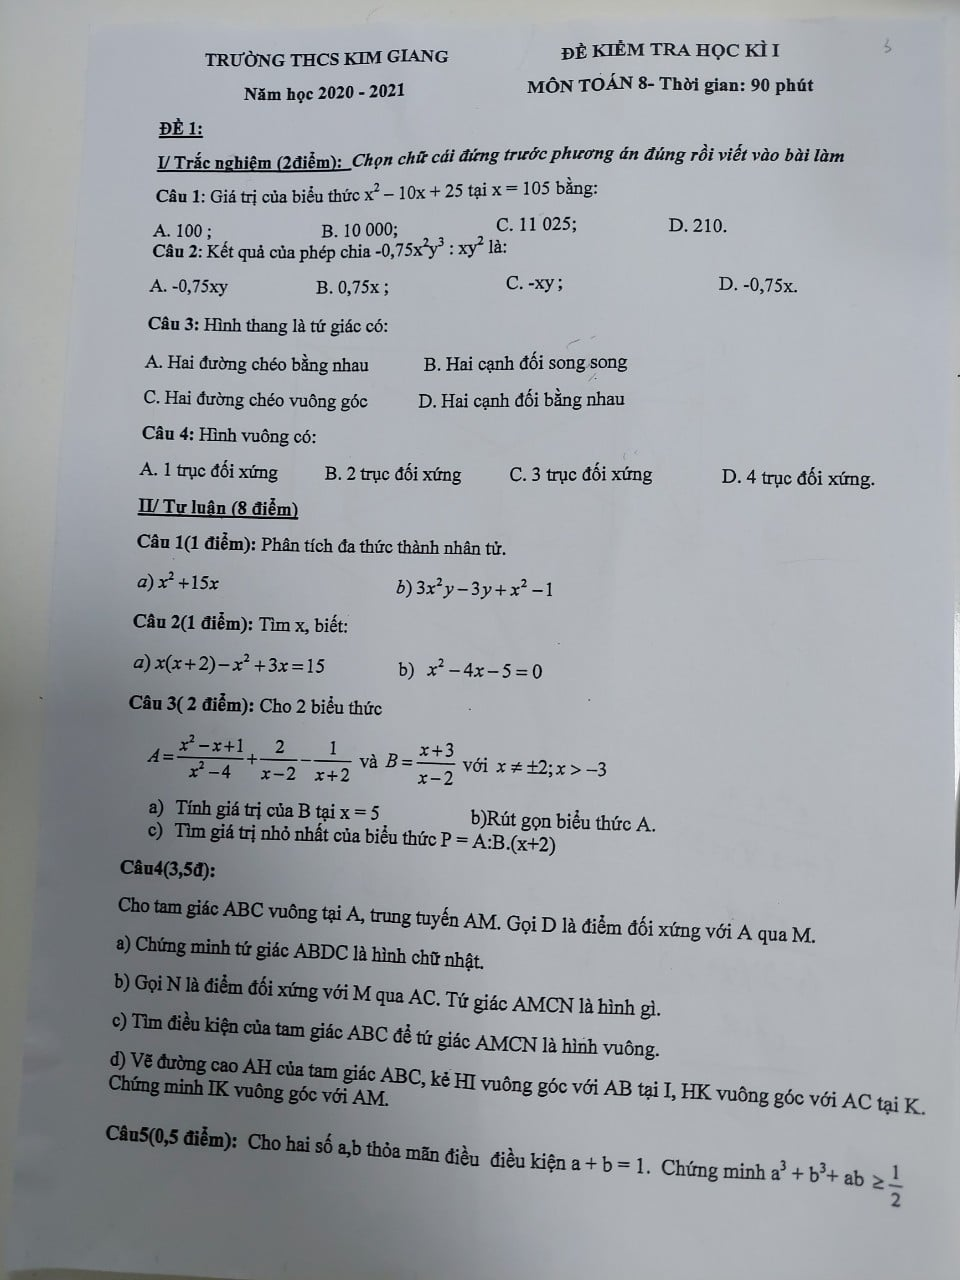 TRƯỜNG THCS KIM GIANG
Năm học 2020 - 2021
ĐỀ KIỂM TRA HỌC KÌ I
MÔN TOÁN 8- Thời gian: 90 phút
3
ĐỀ 1:
I/ Trắc nghiệm (2điểm): Chọn chữ cái đứng trước phương án đúng rồi viết vào bài làm
Câu 1: Giá trị của biểu thức x² – 10x + 25 tại x = 105 bằng:
A. 100 ; B. 10 000; C. 11 025; D. 210.
Câu 2: Kết quả của phép chia -0,75x²y³ : xy² là:
A. -0,75xy B. 0,75x ; C. -xy ; D. -0,75x.
Câu 3: Hình thang là tứ giác có:
A. Hai đường chéo bằng nhau B. Hai cạnh đối song song
C. Hai đường chéo vuông góc D. Hai cạnh đối bằng nhau
Câu 4: Hình vuông có:
A. 1 trục đối xứng B. 2 trục đối xứng C. 3 trục đối xứng D. 4 trục đối xứng.
II/ Tự luận (8 điểm)
Câu 1(1 điểm): Phân tích đa thức thành nhân tử.
a) x² +15x b) 3x²y – 3y + x² – 1
Câu 2(1 điểm): Tìm x, biết:
a) x(x+2) – x² + 3x = 15 b) x² – 4x – 5 = 0
Câu 3( 2 điểm): Cho 2 biểu thức
A = (x² – x + 1)/(x² – 4) + 2/(x – 2) – 1/(x + 2) và B = (x + 3)/(x – 2) với x ≠ ±2; x > –3
a) Tính giá trị của B tại x = 5 b)Rút gọn biểu thức A.
c) Tìm giá trị nhỏ nhất của biểu thức P = A:B.(x+2)
Câu4(3,5đ):
Cho tam giác ABC vuông tại A, trung tuyến AM. Gọi D là điểm đối xứng với A qua M.
a) Chứng minh tứ giác ABDC là hình chữ nhật.
b) Gọi N là điểm đối xứng với M qua AC. Tứ giác AMCN là hình gì.
c) Tìm điều kiện của tam giác ABC để tứ giác AMCN là hình vuông.
d) Vẽ đường cao AH của tam giác ABC, kẻ HI vuông góc với AB tại I, HK vuông góc với AC tại K.
Chứng minh IK vuông góc với AM.
Câu5(0,5 điểm): Cho hai số a,b thỏa mãn điều điều kiện a + b = 1. Chứng minh a³ + b³+ ab ≥ 1/2